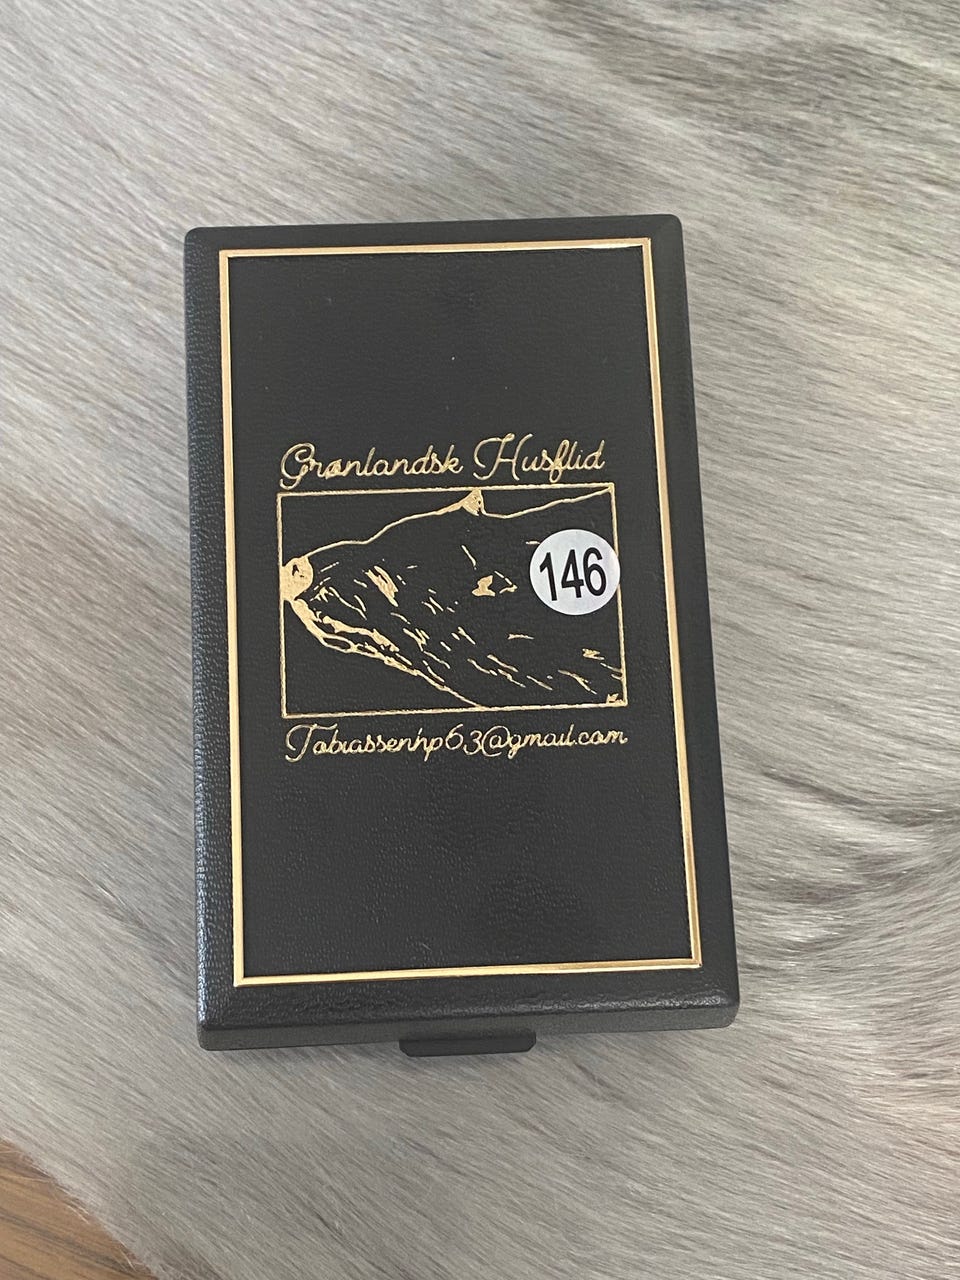 Grønlandsk Husflid
146
Tobiassenhp63@gmail.com